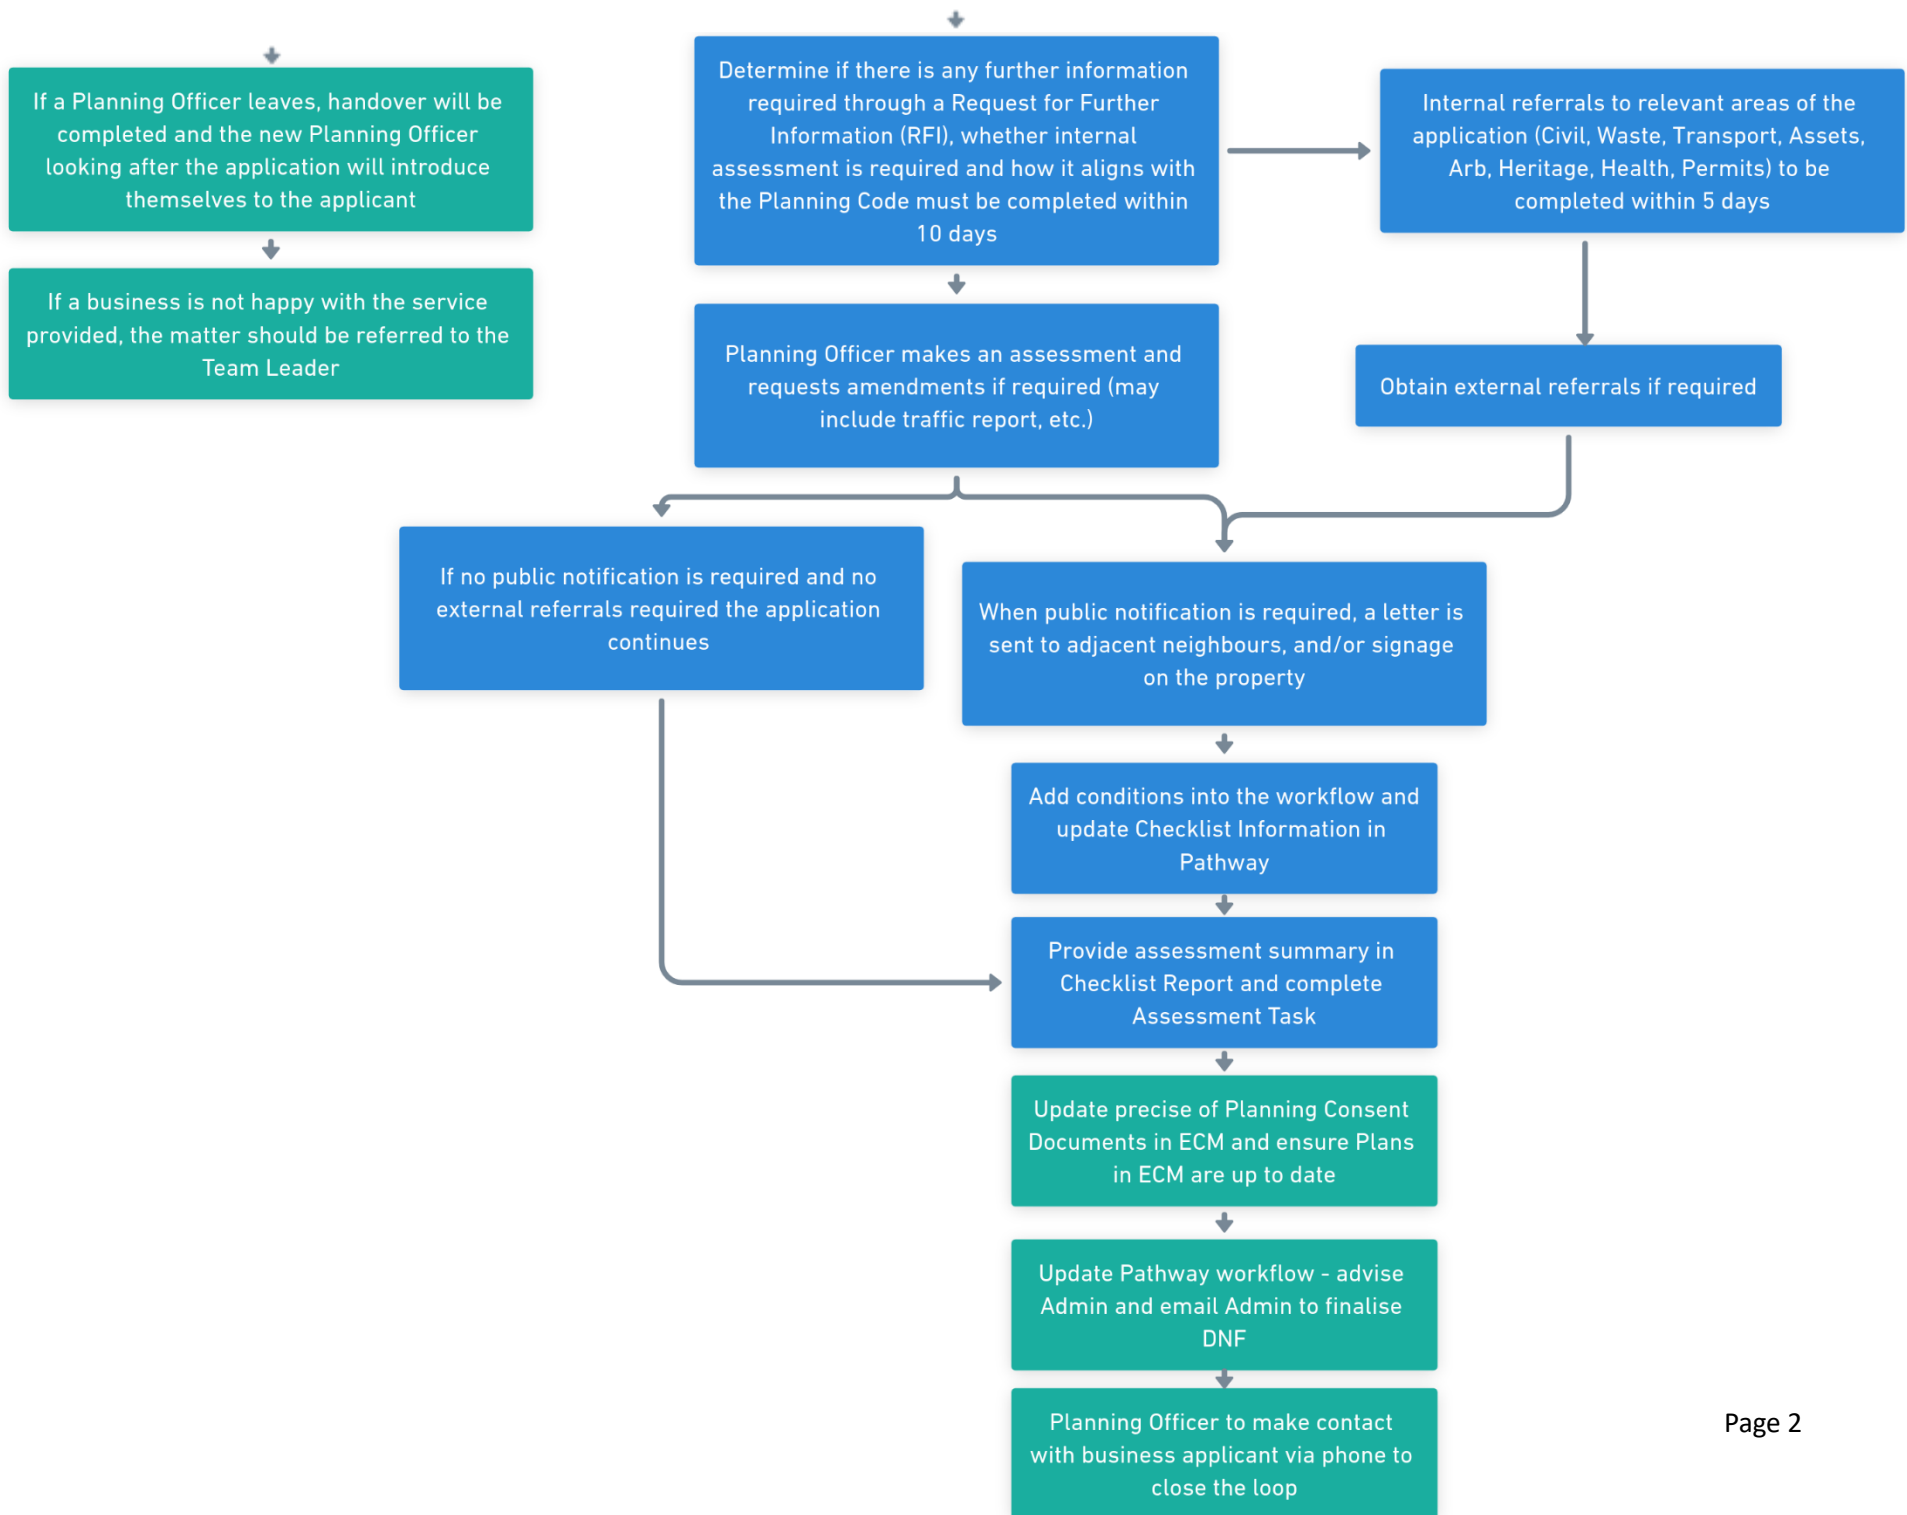 If a Planning Officer leaves, handover will be
completed and the new Planning Officer
looking after the application will introduce
themselves to the applicant
If a business is not happy with the service
provided, the matter should be referred to the
Team Leader
Determine if there is any further information
required through a Request for Further
Information (RFI), whether internal
assessment is required and how it aligns with
the Planning Code must be completed within
10 days
Internal referrals to relevant areas of the
application (Civil, Waste, Transport, Assets,
Arb, Heritage, Health, Permits) to be
completed within 5 days
Planning Officer makes an assessment and
requests amendments if required (may
include traffic report, etc.)
Obtain external referrals if required
If no public notification is required and no
external referrals required the application
continues
When public notification is required, a letter is
sent to adjacent neighbours, and/or signage
on the property
Add conditions into the workflow and
update Checklist Information in
Pathway
Provide assessment summary in
Checklist Report and complete
Assessment Task
Update precise of Planning Consent
Documents in ECM and ensure Plans
in ECM are up to date
Update Pathway workflow - advise
Admin and email Admin to finalise
DNF
Planning Officer to make contact
with business applicant via phone to
close the loop
Page 2